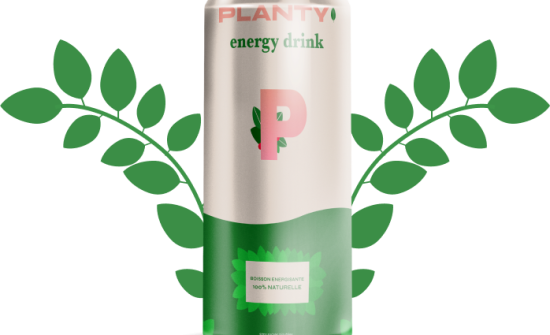 PLANTY
energy drink
P
BOISSON ÉNERGISANTE
100% NATURELLE